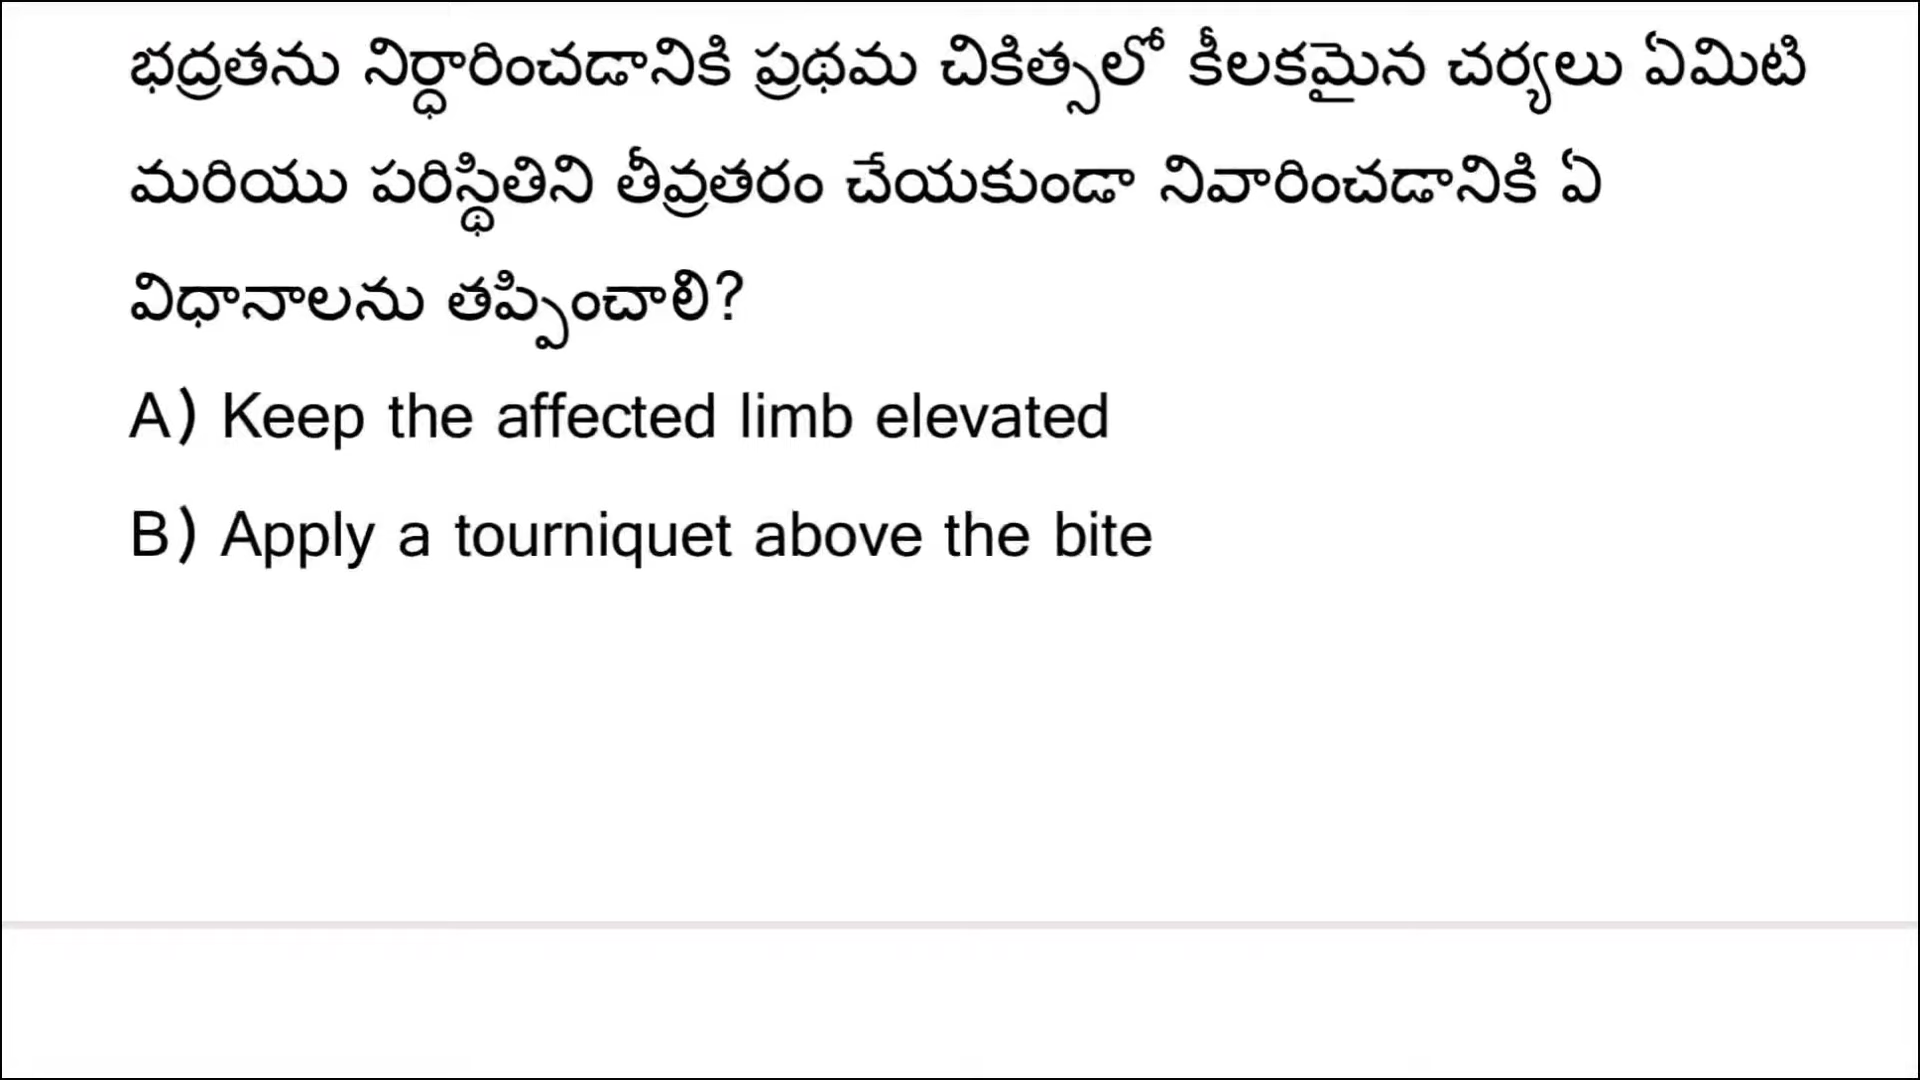 భద్రతను నిర్ధారించడానికి ప్రథమ చికిత్సలో కీలకమైన చర్యలు ఏమిటి
మరియు పరిస్థితిని తీవ్రతరం చేయకుండా నివారించడానికి ఏ
విధానాలను తప్పించాలి?
A) Keep the affected limb elevated
B) Apply a tourniquet above the bite